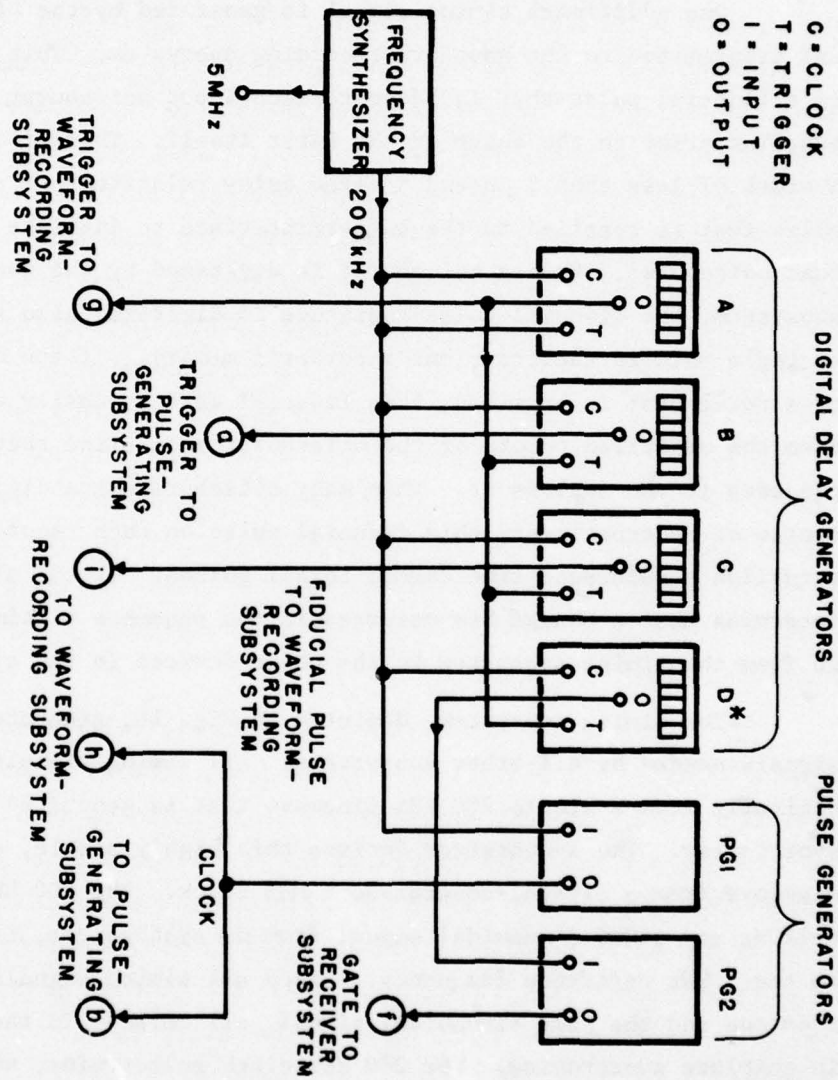 C = CLOCK
T = TRIGGER
I = INPUT
O = OUTPUT
DIGITAL DELAY GENERATORS
PULSE GENERATORS
A
B
C
D*
PG1
PG2
C O T
C O T
C O T
C O T
I O
I O
FREQUENCY
SYNTHESIZER
200kHz
5MHz
TRIGGER TO
WAVEFORM-
RECORDING
SUBSYSTEM
g
TRIGGER TO
PULSE-
GENERATING
SUBSYSTEM
a
FIDUCIAL PULSE
TO WAVEFORM-
RECORDING
SUBSYSTEM
i
CLOCK
TO WAVEFORM-
RECORDING SUBSYSTEM
h
TO PULSE-
GENERATING
SUBSYSTEM
b
GATE TO
RECEIVER
SUBSYSTEM
f